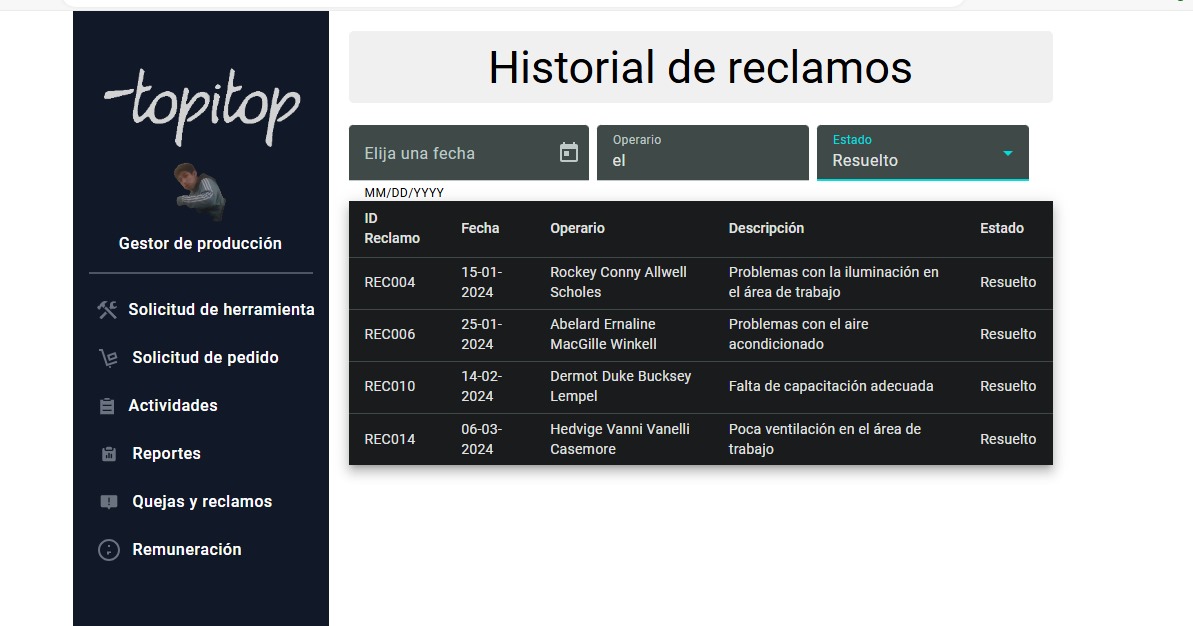 topitop
Gestor de producción
Solicitud de herramienta
Solicitud de pedido
Actividades
Reportes
Quejas y reclamos
Remuneración
Historial de reclamos
Elija una fecha
MM/DD/YYYY
Operario
el
Estado
Resuelto
ID
Reclamo
Fecha
Operario
Descripción
Estado
REC004
15-01-
2024
Rockey Conny Allwell
Scholes
Problemas con la iluminación en
el área de trabajo
Resuelto
REC006
25-01-
2024
Abelard Ernaline
MacGille Winkell
Problemas con el aire
acondicionado
Resuelto
REC010
14-02-
2024
Dermot Duke Bucksey
Lempel
Falta de capacitación adecuada
Resuelto
REC014
06-03-
2024
Hedvige Vanni Vanelli
Casemore
Poca ventilación en el área de
trabajo
Resuelto